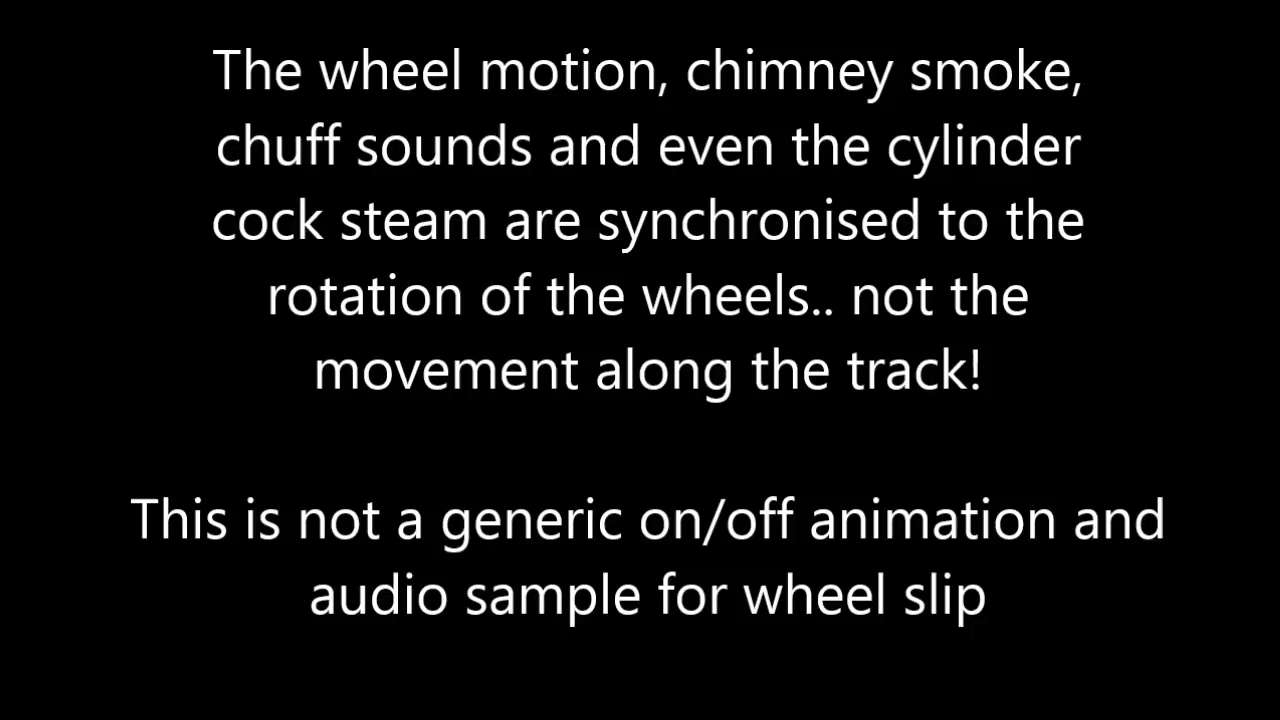 The wheel motion, chimney smoke,
chuff sounds and even the cylinder
cock steam are synchronised to the
rotation of the wheels.. not the
movement along the track!
This is not a generic on/off animation and
audio sample for wheel slip